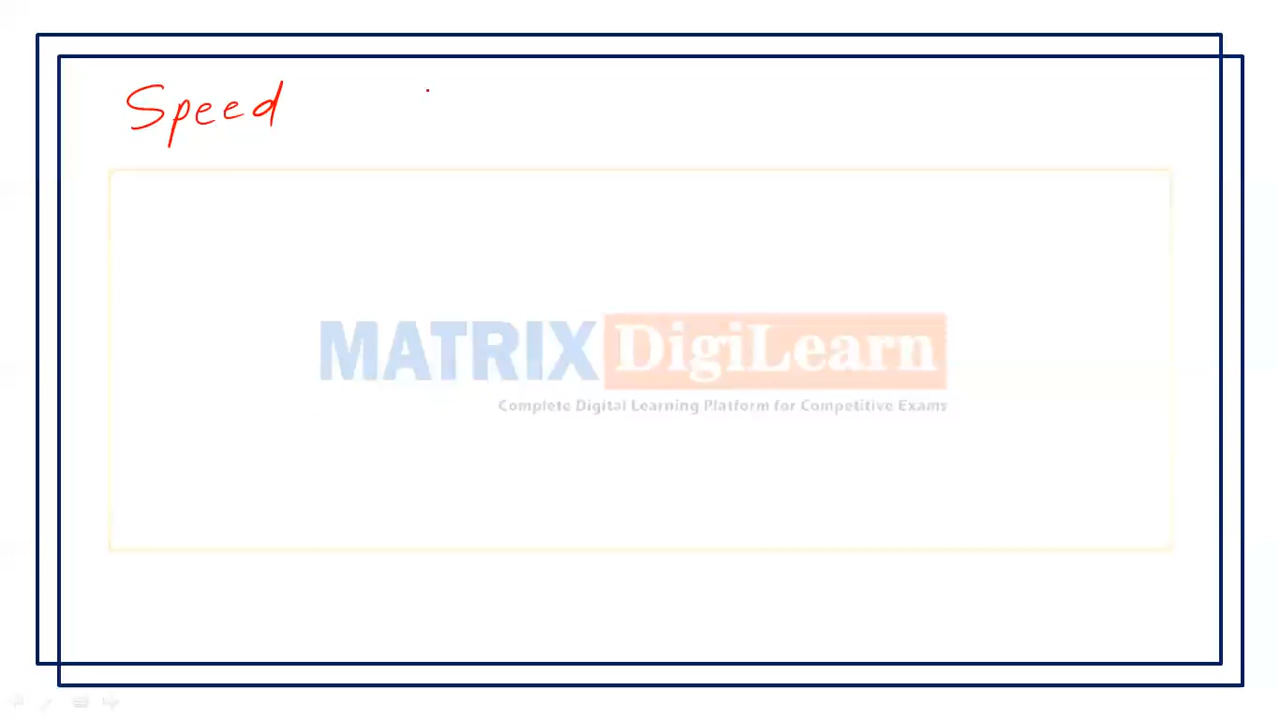 Speed
MATRIX DigiLearn
Complete Digital Learning Platform for Competitive Exams